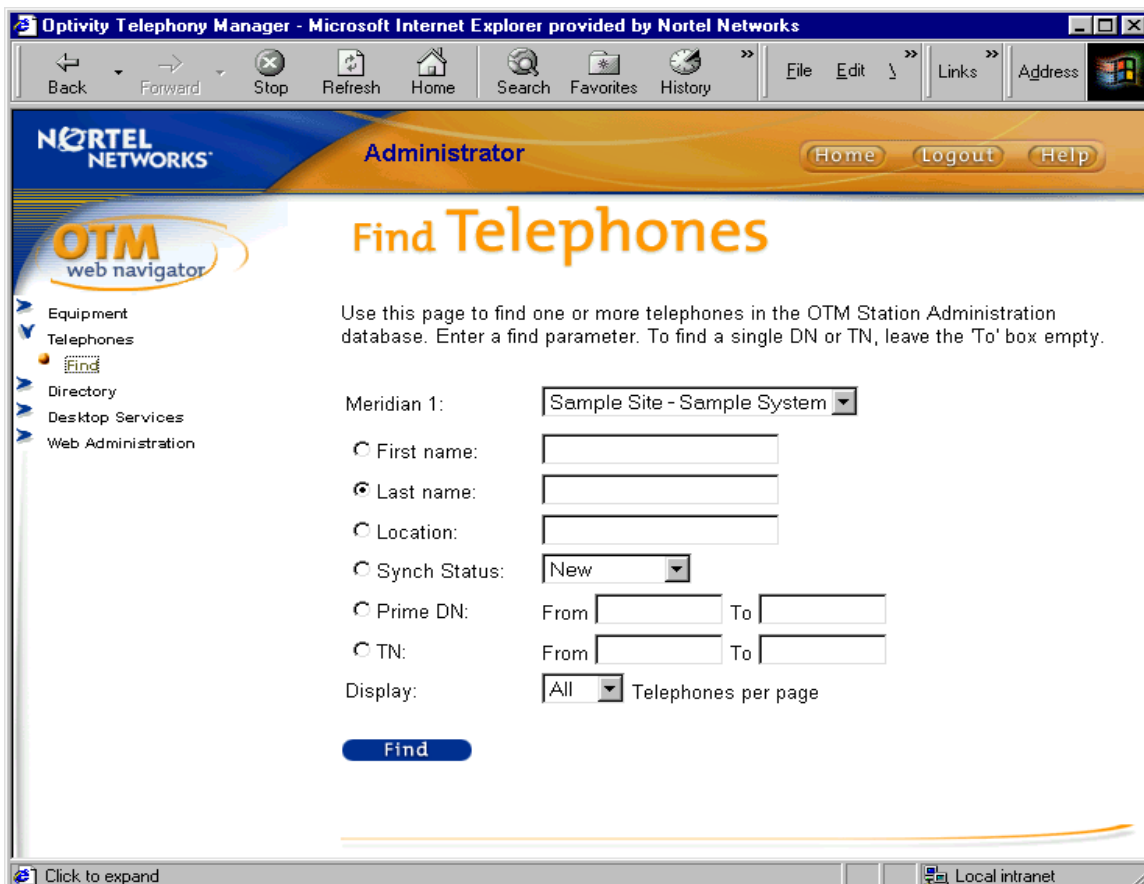 Optivity Telephony Manager - Microsoft Internet Explorer provided by Nortel Networks
Back Forward Stop Refresh Home Search Favorites History » File Edit \ » Links » Address
NORTEL
NETWORKS
Administrator
Home Logout Help
OTM
web navigator
Equipment
Telephones
Find
Directory
Desktop Services
Web Administration
Find Telephones
Use this page to find one or more telephones in the OTM Station Administration
database. Enter a find parameter. To find a single DN or TN, leave the 'To' box empty.
Meridian 1: Sample Site - Sample System
First name:
Last name:
Location:
Synch Status: New
Prime DN: From To
TN: From To
Display: All Telephones per page
Find
Click to expand Local intranet